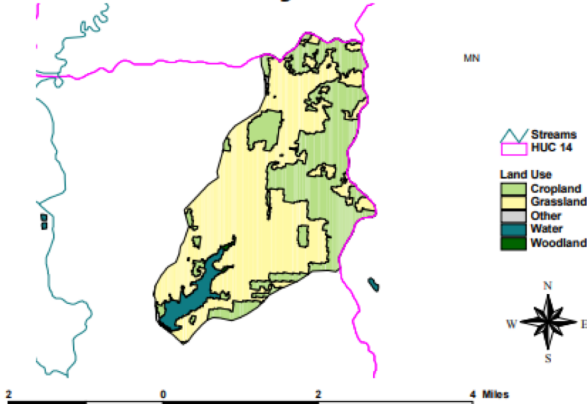 MN
Streams
HUC 14
Land Use
Cropland
Grassland
Other
Water
Woodland
N
W E
S
2 0 2 4 Miles